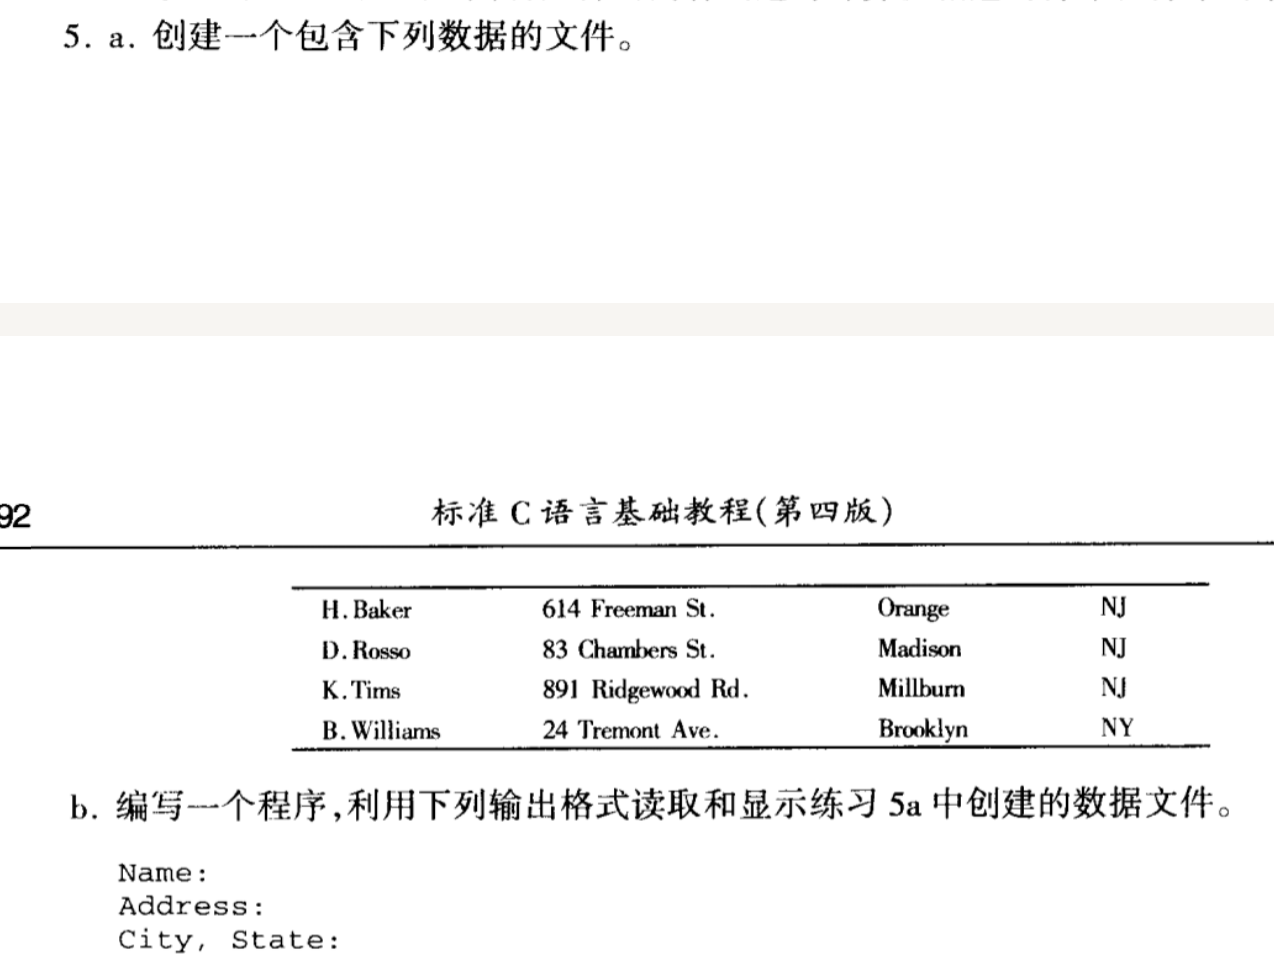 5. a. 创建一个包含下列数据的文件。
92
标准 C 语言基础教程(第四版)
H. Baker 614 Freeman St. Orange NJ
D. Rosso 83 Chambers St. Madison NJ
K. Tims 891 Ridgewood Rd. Millburn NJ
B. Williams 24 Tremont Ave. Brooklyn NY
b. 编写一个程序,利用下列输出格式读取和显示练习 5a 中创建的数据文件。
Name:
Address:
City, State: